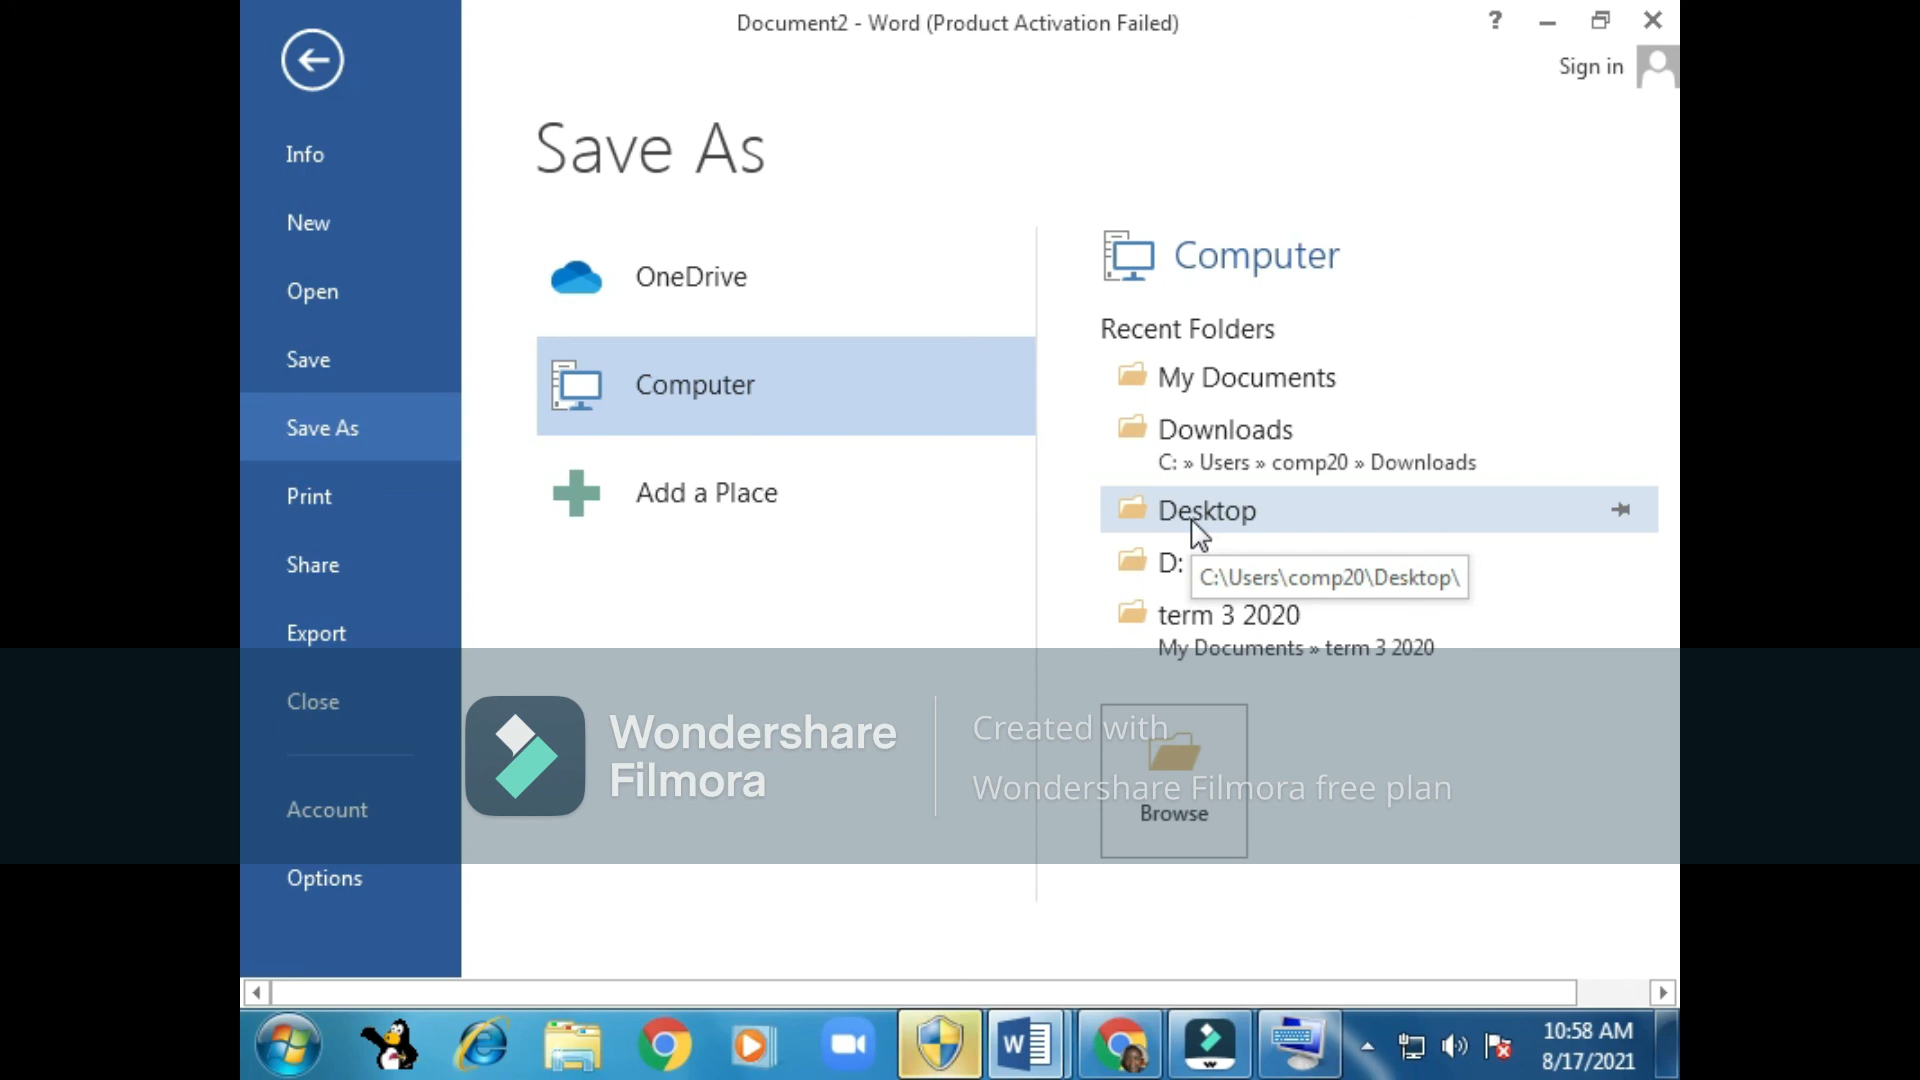 Document2 - Word (Product Activation Failed)
?
Sign in
Info
New
Open
Save
Save As
Print
Share
Export
Close
Account
Options
Save As
OneDrive
Computer
Add a Place
Computer
Recent Folders
My Documents
Downloads
C: » Users » comp20 » Downloads
Desktop
D:
C:\Users\comp20\Desktop\
term 3 2020
My Documents » term 3 2020
Browse
Wondershare
Filmora
Created with
Wondershare Filmora free plan
W
10:58 AM
8/17/2021